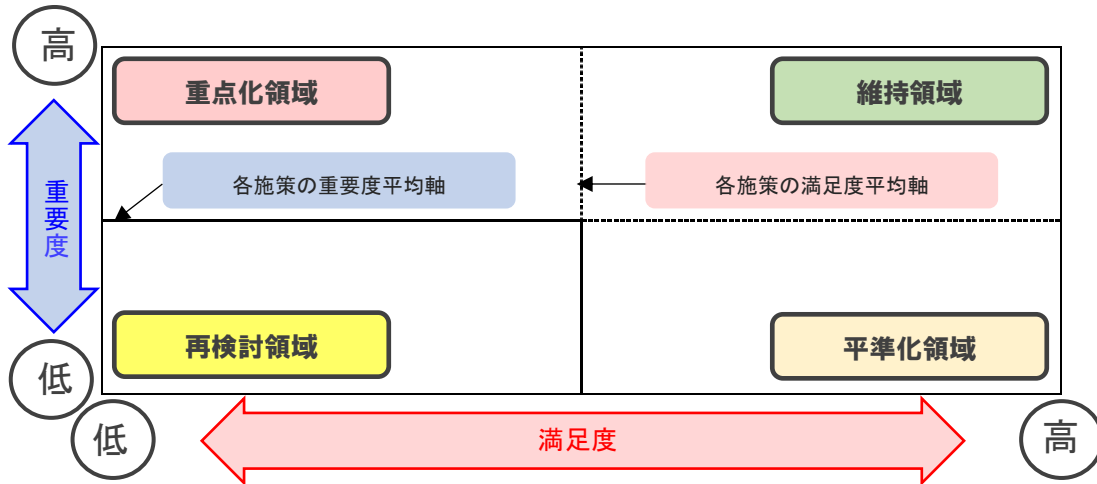 高
重点化領域
維持領域
各施策の重要度平均軸
各施策の満足度平均軸
重要度
再検討領域
平準化領域
低
低
満足度
高